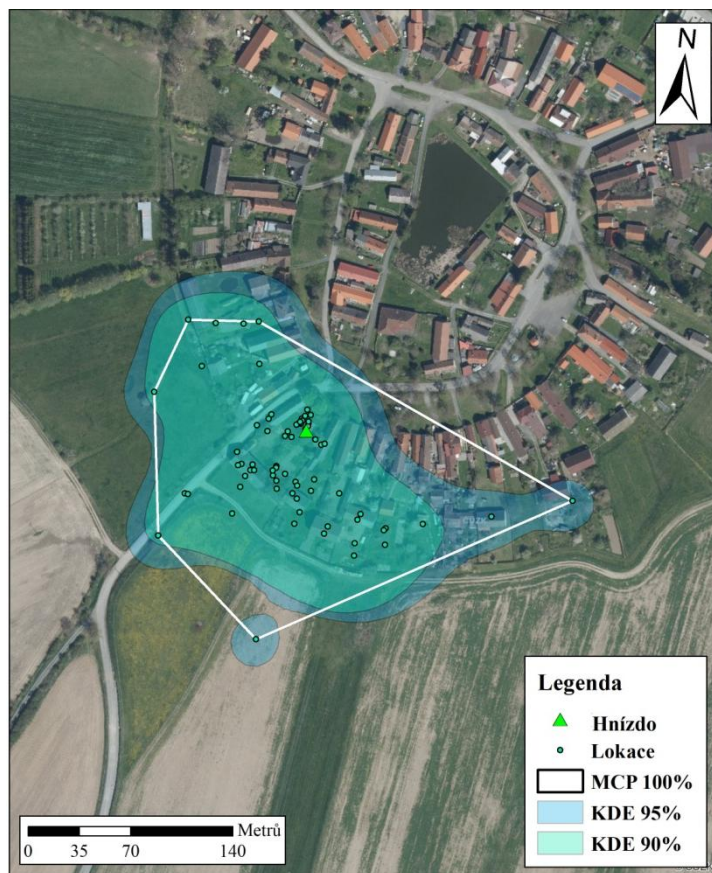 N
Legenda
Hnízdo
Lokace
MCP 100%
KDE 95%
KDE 90%
Metrů
0 35 70 140